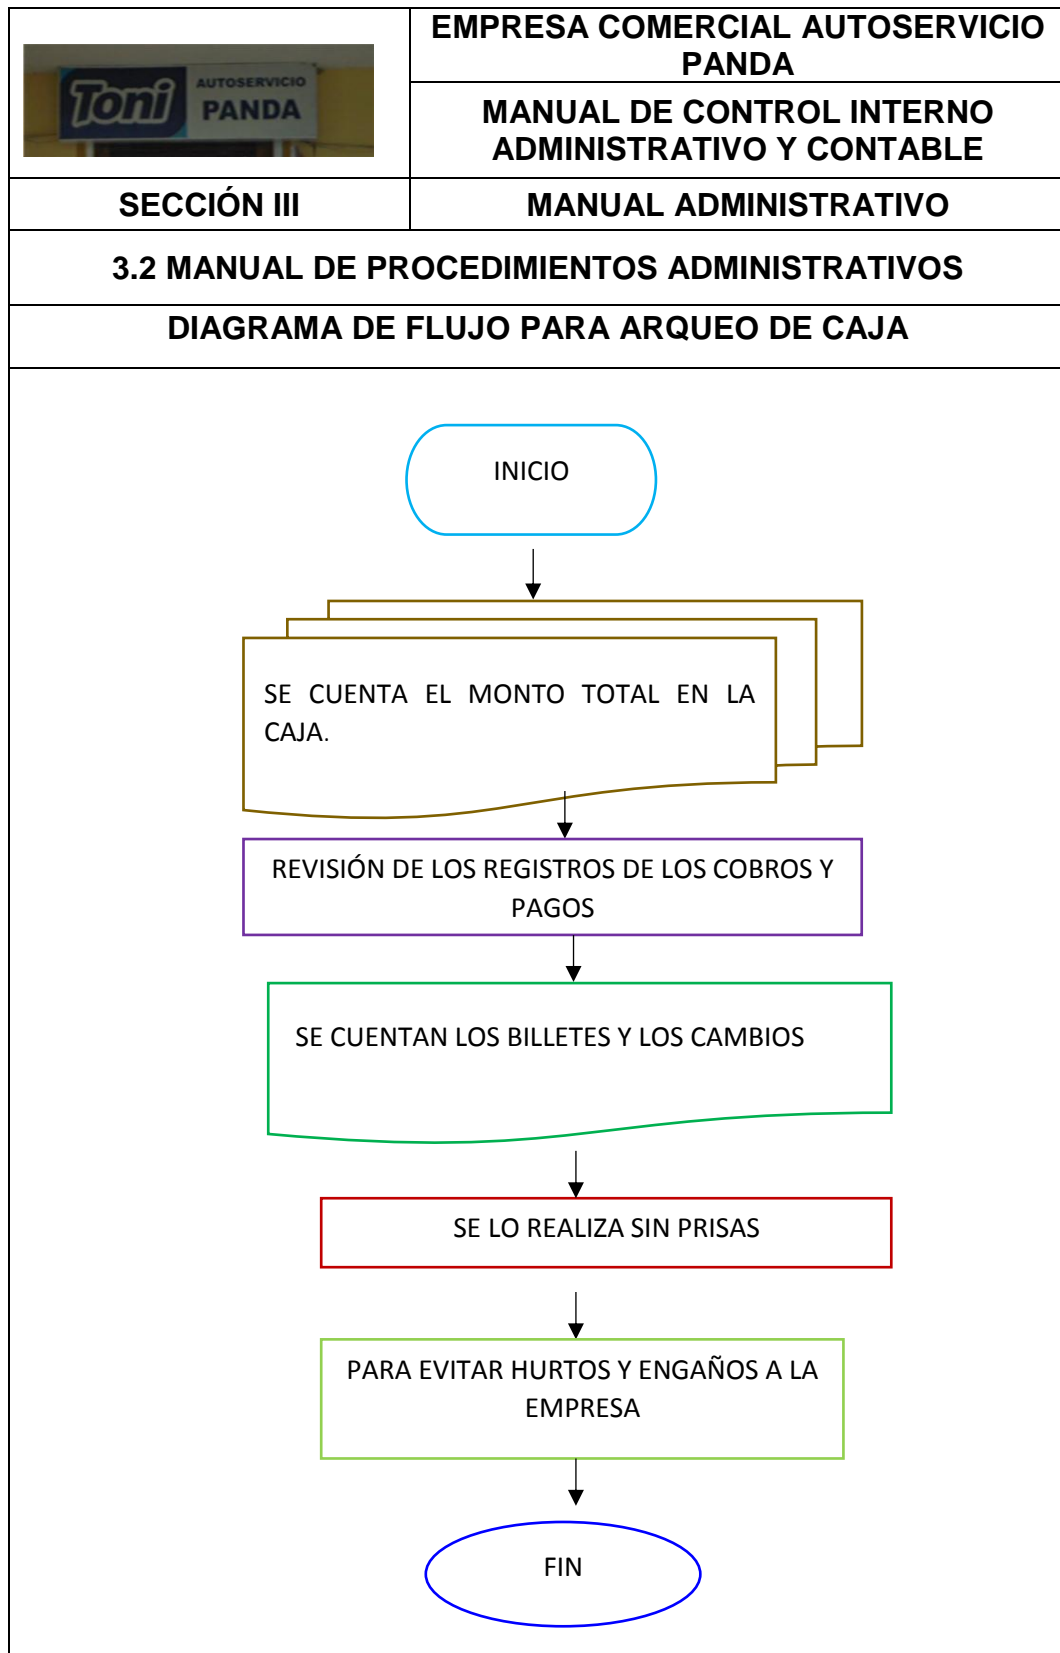 EMPRESA COMERCIAL AUTOSERVICIO
PANDA
Toni
AUTOSERVICIO
PANDA
MANUAL DE CONTROL INTERNO
ADMINISTRATIVO Y CONTABLE
SECCIÓN III
MANUAL ADMINISTRATIVO
3.2 MANUAL DE PROCEDIMIENTOS ADMINISTRATIVOS
DIAGRAMA DE FLUJO PARA ARQUEO DE CAJA
INICIO
SE CUENTA EL MONTO TOTAL EN LA
CAJA.
REVISIÓN DE LOS REGISTROS DE LOS COBROS Y
PAGOS
SE CUENTAN LOS BILLETES Y LOS CAMBIOS
SE LO REALIZA SIN PRISAS
PARA EVITAR HURTOS Y ENGAÑOS A LA
EMPRESA
FIN